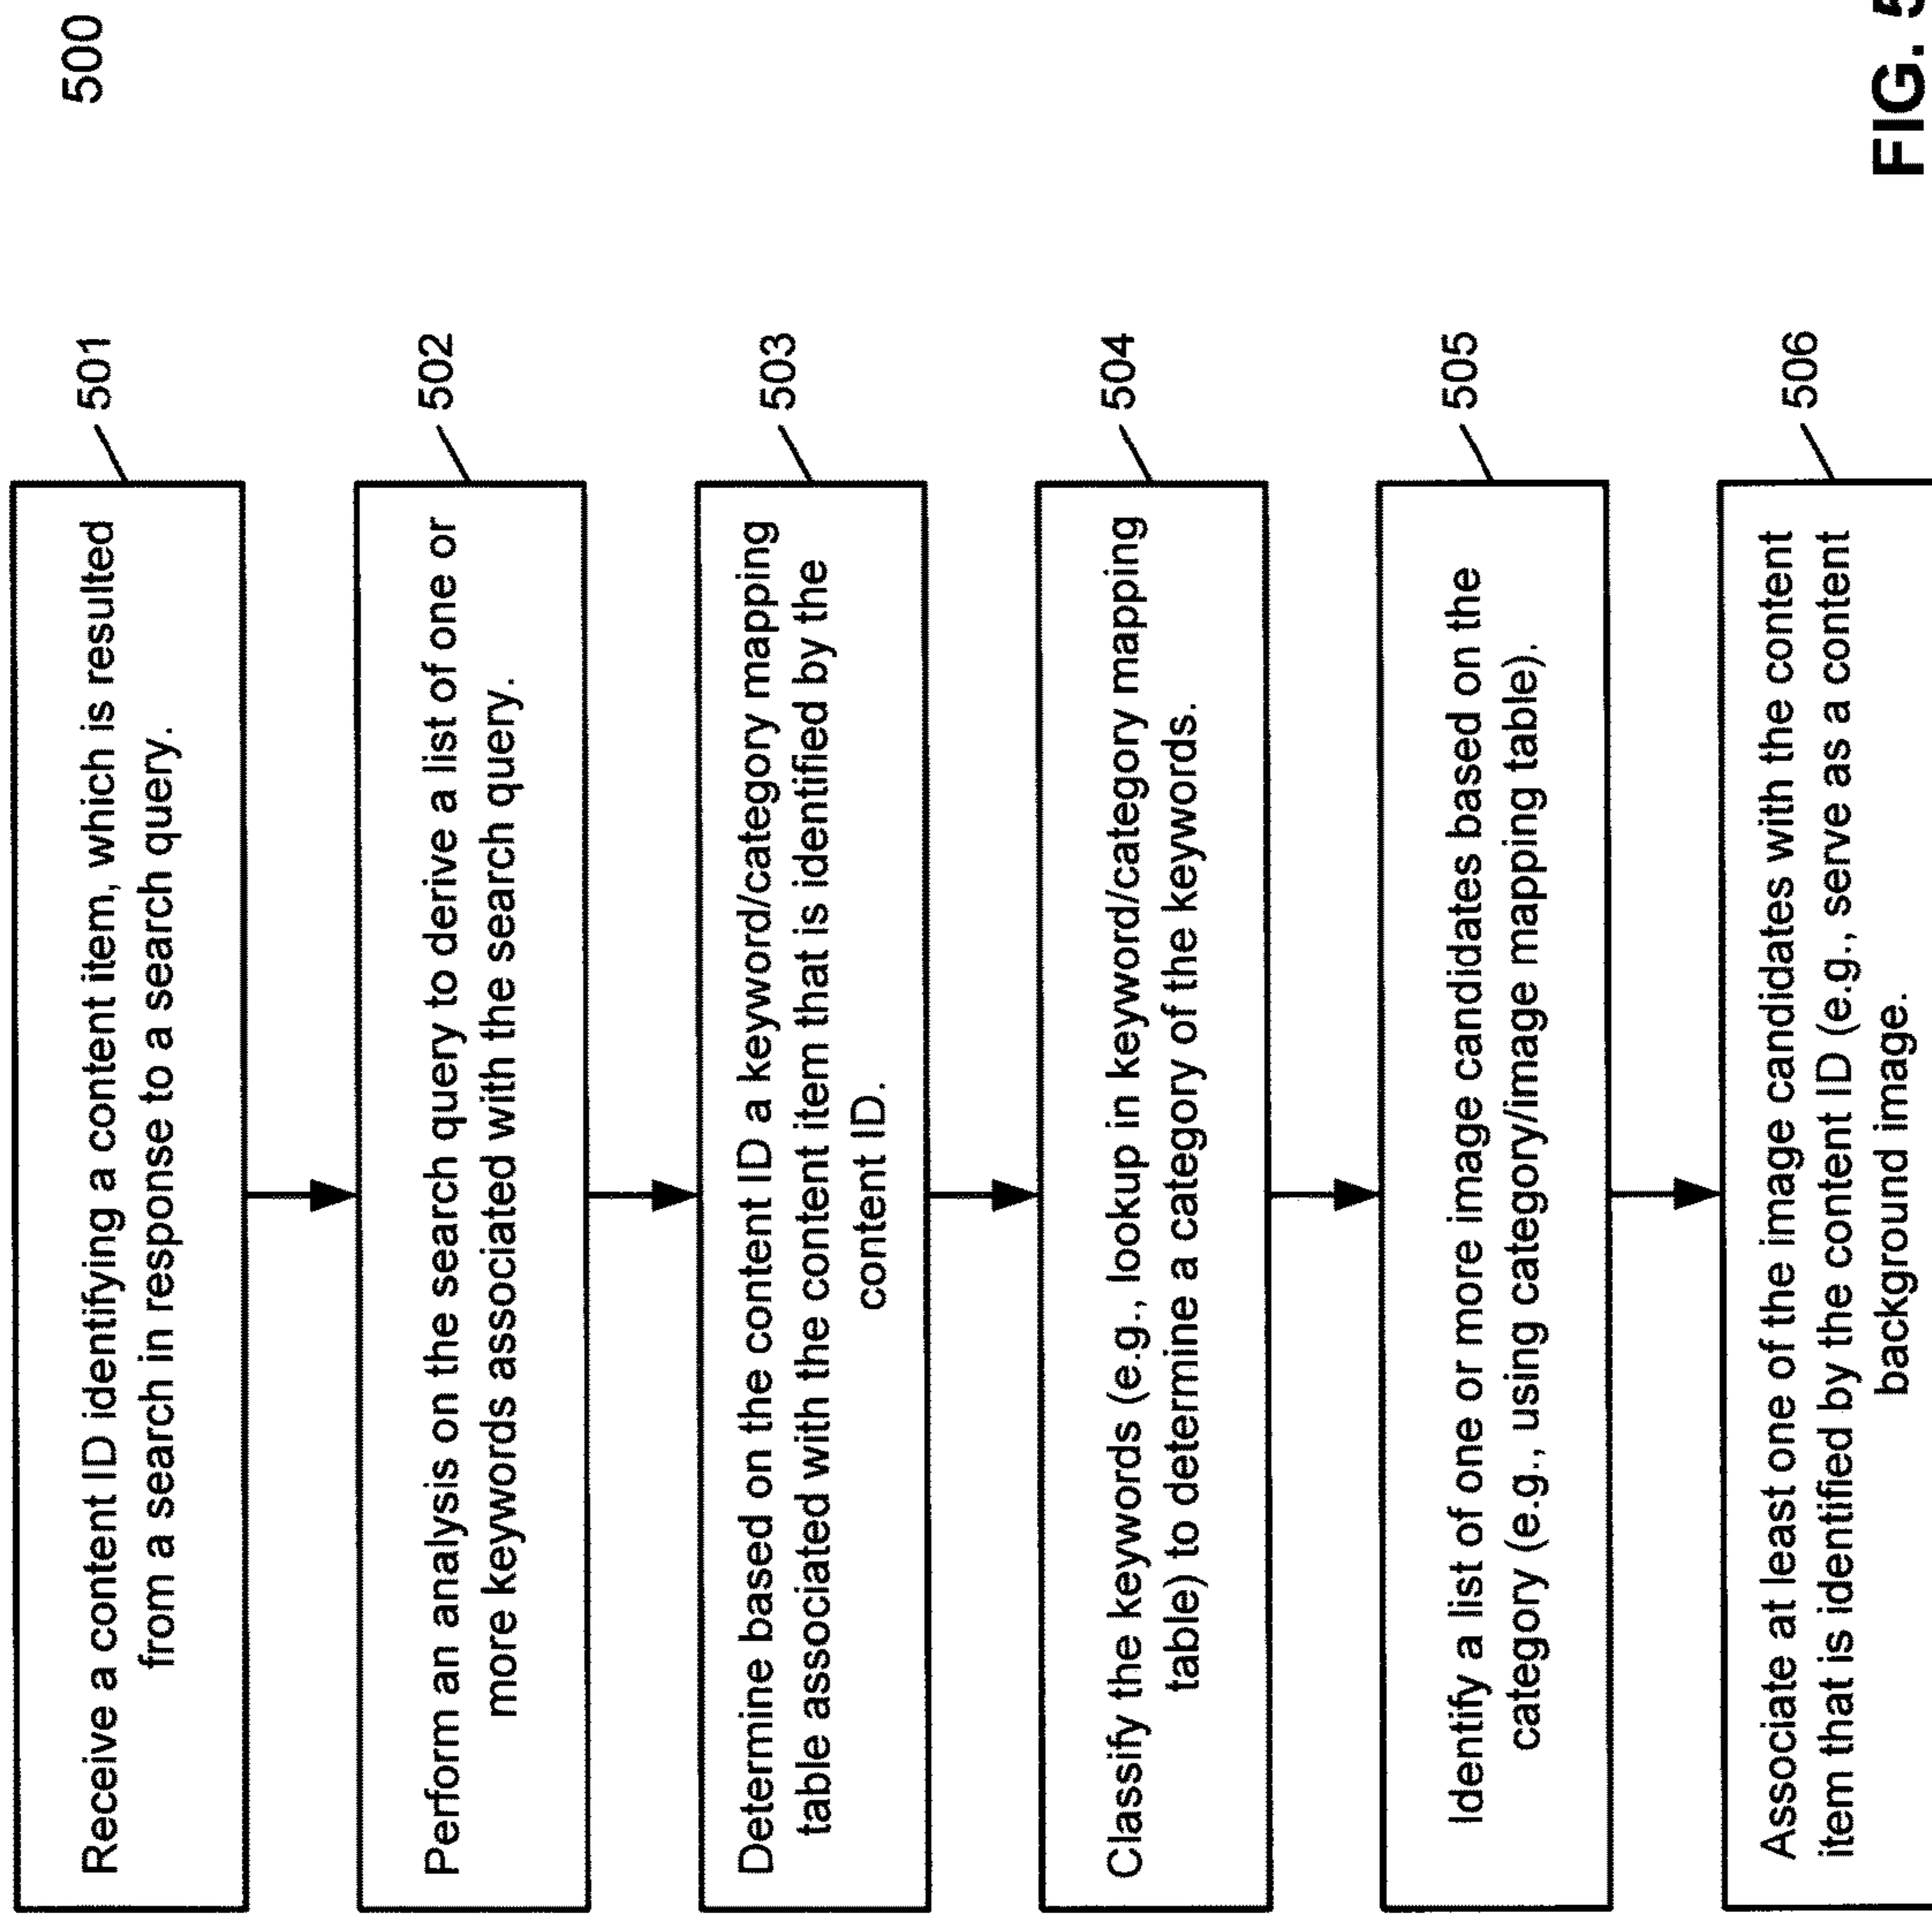 500
Receive a content ID identifying a content item, which is resulted
from a search in response to a search query.
501
Perform an analysis on the search query to derive a list of one or
more keywords associated with the search query.
502
Determine based on the content ID a keyword/category mapping
table associated with the content item that is identified by the
content ID.
503
Classify the keywords (e.g., lookup in keyword/category mapping
table) to determine a category of the keywords.
504
Identify a list of one or more image candidates based on the
category (e.g., using category/image mapping table).
505
Associate at least one of the image candidates with the content
item that is identified by the content ID (e.g., serve as a content
background image.
506
FIG. 5